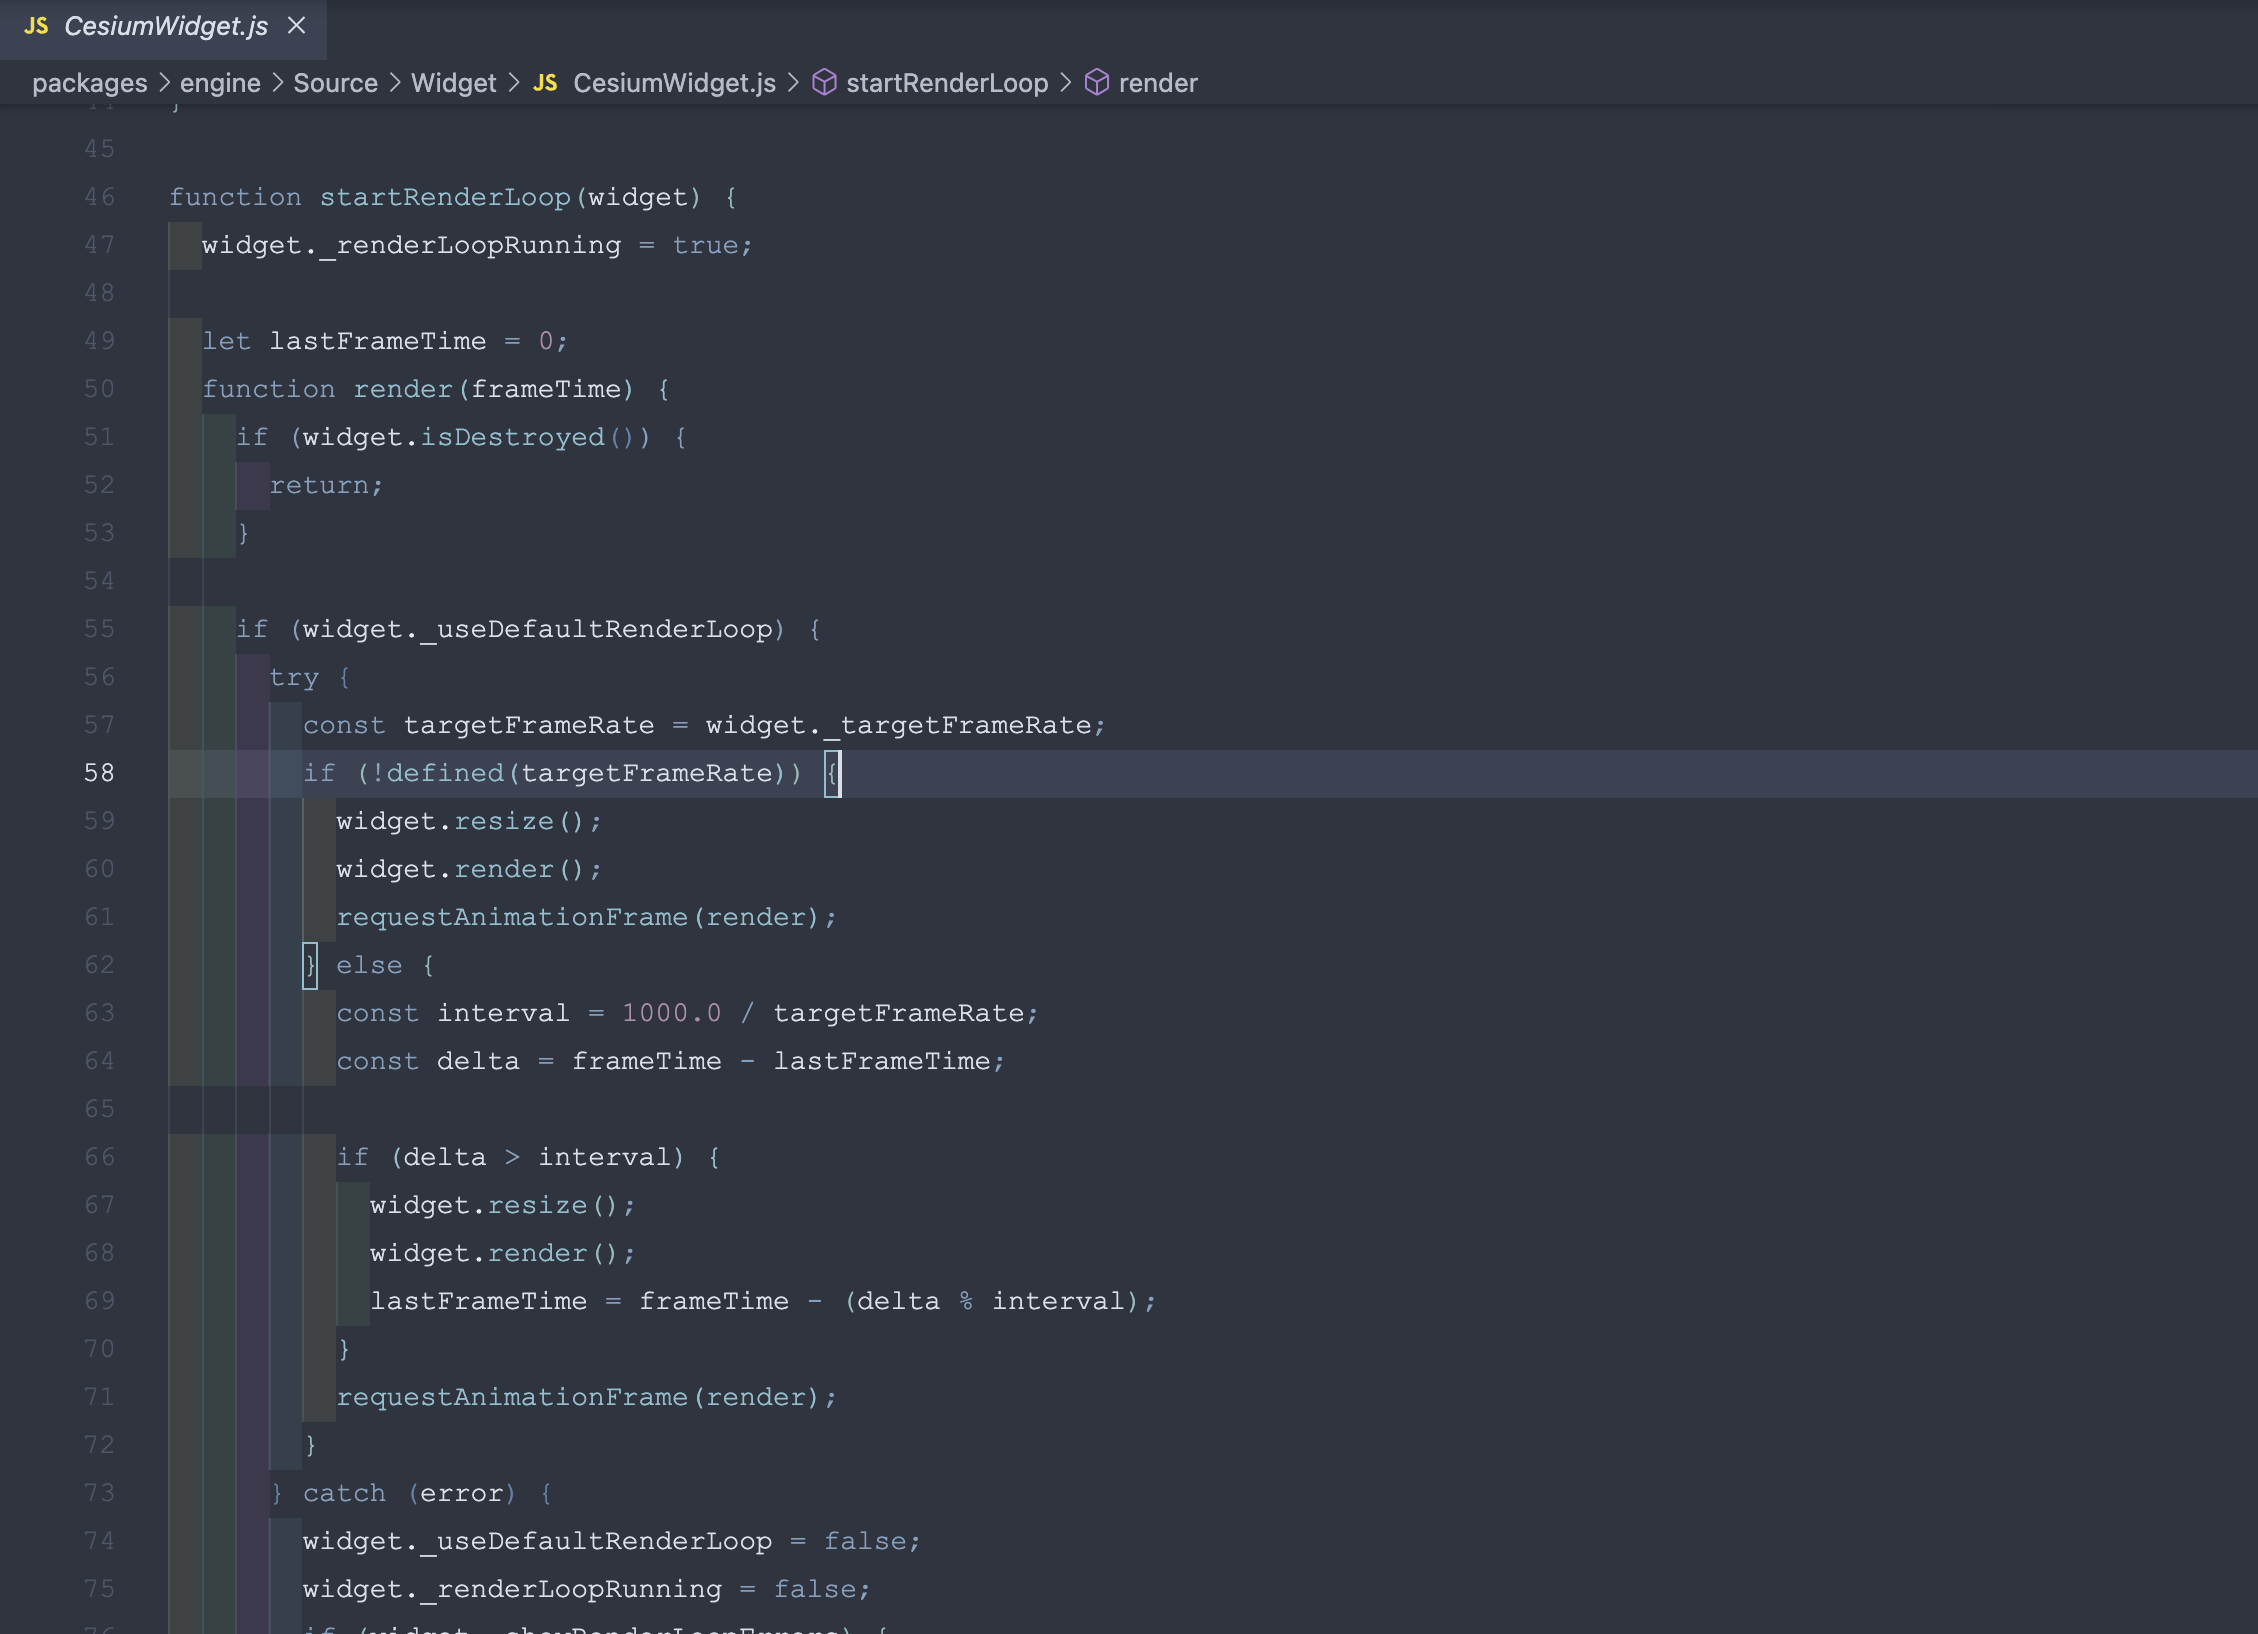 JS CesiumWidget.js ×
packages > engine > Source > Widget > JS CesiumWidget.js > startRenderLoop > render
44 }
45
46 function startRenderLoop(widget) {
47   widget._renderLoopRunning = true;
48
49   let lastFrameTime = 0;
50   function render(frameTime) {
51     if (widget.isDestroyed()) {
52       return;
53     }
54
55     if (widget._useDefaultRenderLoop) {
56       try {
57         const targetFrameRate = widget._targetFrameRate;
58         if (!defined(targetFrameRate)) {
59           widget.resize();
60           widget.render();
61           requestAnimationFrame(render);
62         } else {
63           const interval = 1000.0 / targetFrameRate;
64           const delta = frameTime - lastFrameTime;
65
66           if (delta > interval) {
67             widget.resize();
68             widget.render();
69             lastFrameTime = frameTime - (delta % interval);
70           }
71           requestAnimationFrame(render);
72         }
73       } catch (error) {
74         widget._useDefaultRenderLoop = false;
75         widget._renderLoopRunning = false;
76         if (widget._showRenderLoopErrors) {